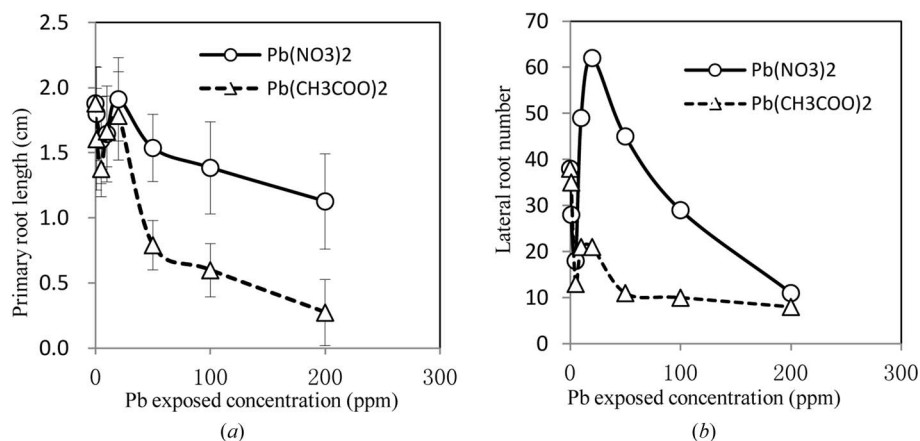 2.5
2.0
1.5
1.0
0.5
0.0
Primary root length (cm)
Pb(NO3)2
Pb(CH3COO)2
0
100
200
300
Pb exposed concentration (ppm)
(a)
70
60
50
40
30
20
10
0
Lateral root number
Pb(NO3)2
Pb(CH3COO)2
0
100
200
300
Pb exposed concentration (ppm)
(b)